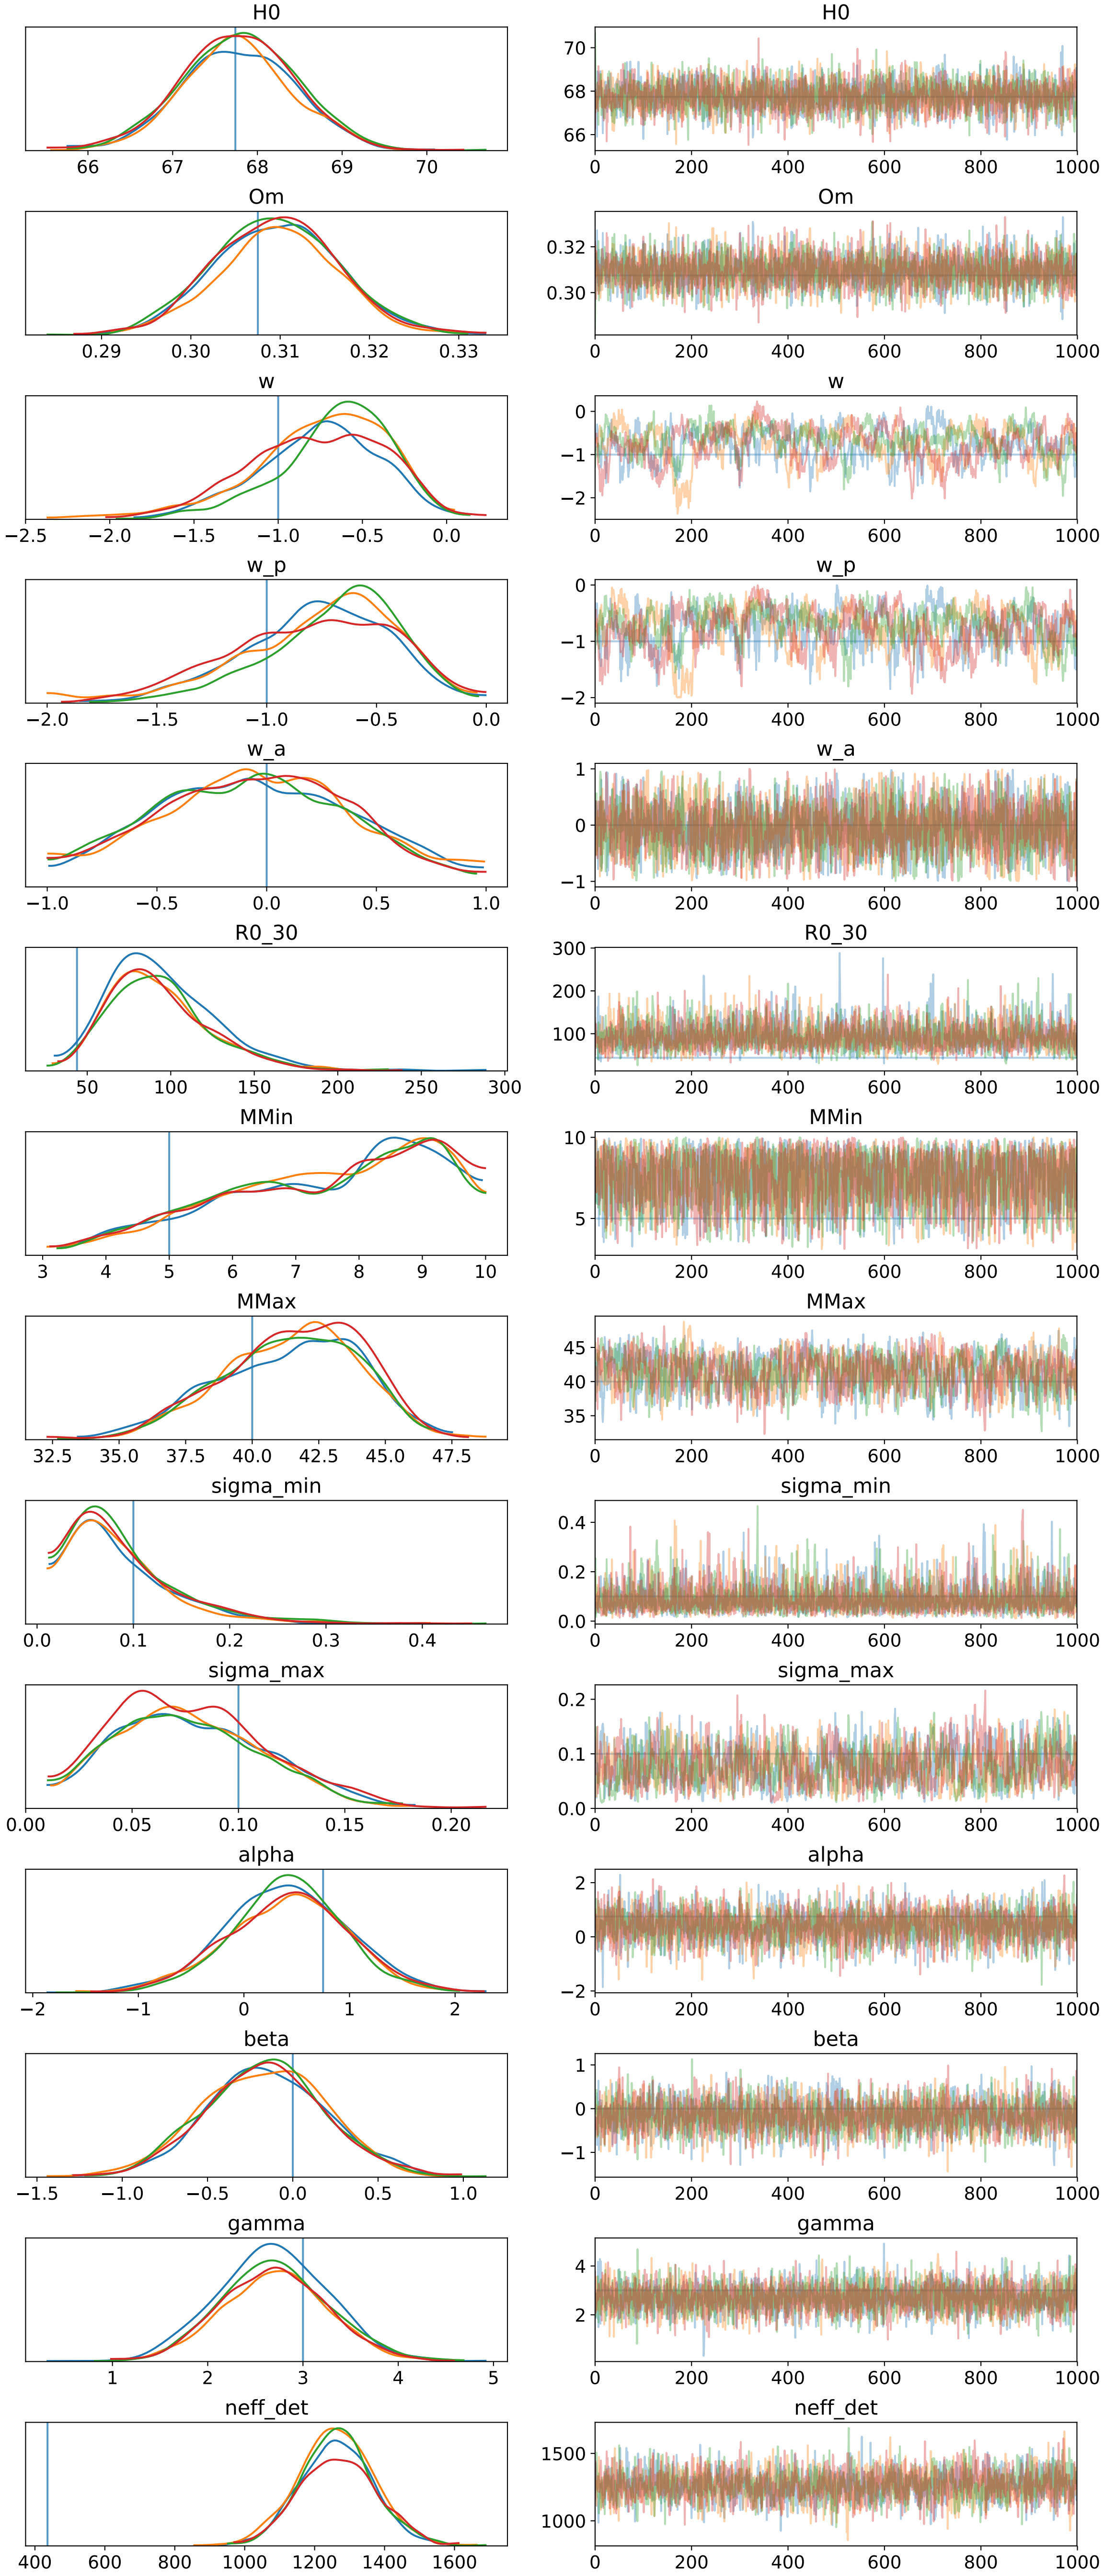 H0 H0
70
68
66
66 67 68 69 70 0 200 400 600 800 1000
Om Om
0.32
0.30
0.29 0.30 0.31 0.32 0.33 0 200 400 600 800 1000
w w
0
−1
−2
−2.5 −2.0 −1.5 −1.0 −0.5 0.0 0 200 400 600 800 1000
w_p w_p
0
−1
−2
−2.0 −1.5 −1.0 −0.5 0.0 0 200 400 600 800 1000
w_a w_a
1
0
−1
−1.0 −0.5 0.0 0.5 1.0 0 200 400 600 800 1000
R0_30 R0_30
300
200
100
50 100 150 200 250 300 0 200 400 600 800 1000
MMin MMin
10
5
3 4 5 6 7 8 9 10 0 200 400 600 800 1000
MMax MMax
45
40
35
32.5 35.0 37.5 40.0 42.5 45.0 47.5 0 200 400 600 800 1000
sigma_min sigma_min
0.4
0.2
0.0
0.0 0.1 0.2 0.3 0.4 0 200 400 600 800 1000
sigma_max sigma_max
0.2
0.1
0.0
0.00 0.05 0.10 0.15 0.20 0 200 400 600 800 1000
alpha alpha
2
0
−2
−2 −1 0 1 2 0 200 400 600 800 1000
beta beta
1
0
−1
−1.5 −1.0 −0.5 0.0 0.5 1.0 0 200 400 600 800 1000
gamma gamma
4
2
1 2 3 4 5 0 200 400 600 800 1000
neff_det neff_det
1500
1000
400 600 800 1000 1200 1400 1600 0 200 400 600 800 1000